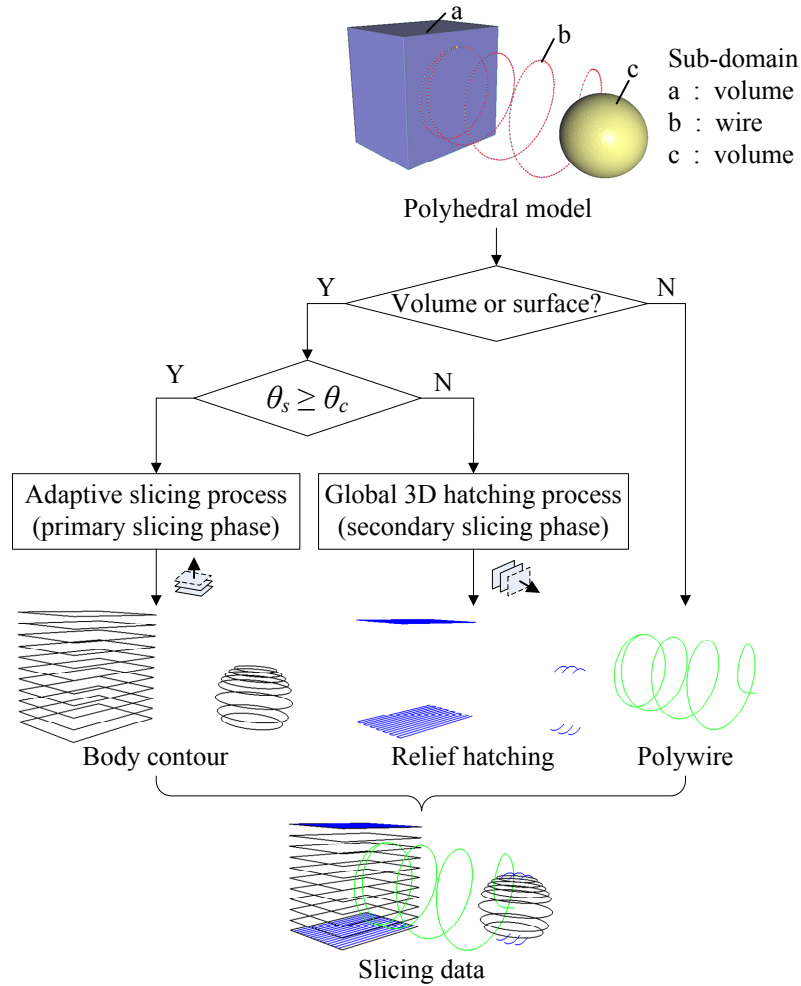 a
b
c
Sub-domain
a : volume
b : wire
c : volume
Polyhedral model
Y
Volume or surface?
N
Y
θs ≥ θc
N
Adaptive slicing process
(primary slicing phase)
Global 3D hatching process
(secondary slicing phase)
Body contour
Relief hatching
Polywire
Slicing data